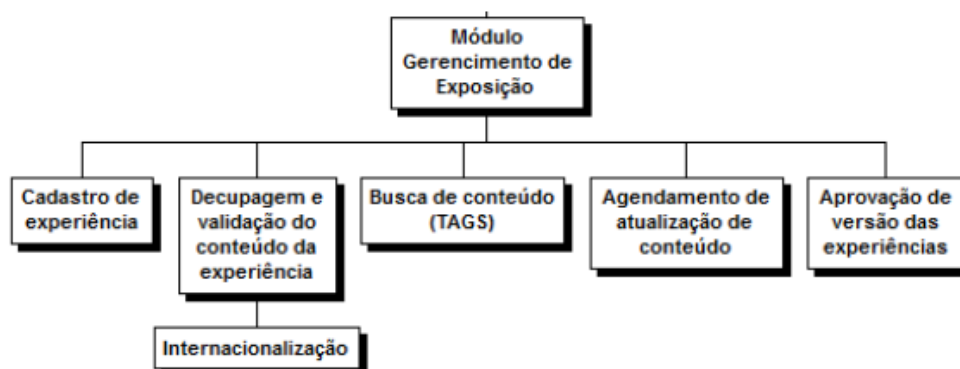 Módulo
Gerencimento de
Exposição
Cadastro de
experiência
Decupagem e
validação do
conteúdo da
experiência
Busca de conteúdo
(TAGS)
Agendamento de
atualização de
conteúdo
Aprovação de
versão das
experiências
Internacionalização